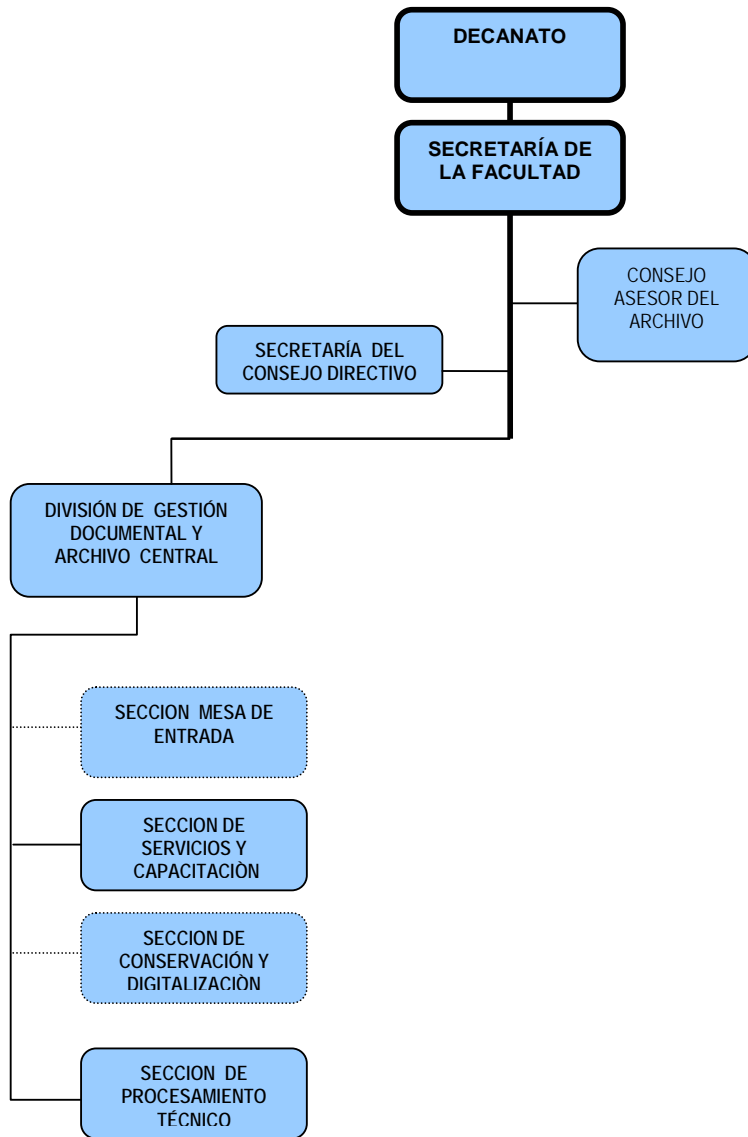 DECANATO
SECRETARÍA DE
LA FACULTAD
CONSEJO
ASESOR DEL
ARCHIVO
SECRETARÍA DEL
CONSEJO DIRECTIVO
DIVISIÓN DE GESTIÓN
DOCUMENTAL Y
ARCHIVO CENTRAL
SECCION MESA DE
ENTRADA
SECCION DE
SERVICIOS Y
CAPACITACIÒN
SECCION DE
CONSERVACIÓN Y
DIGITALIZACIÒN
SECCION DE
PROCESAMIENTO
TÉCNICO